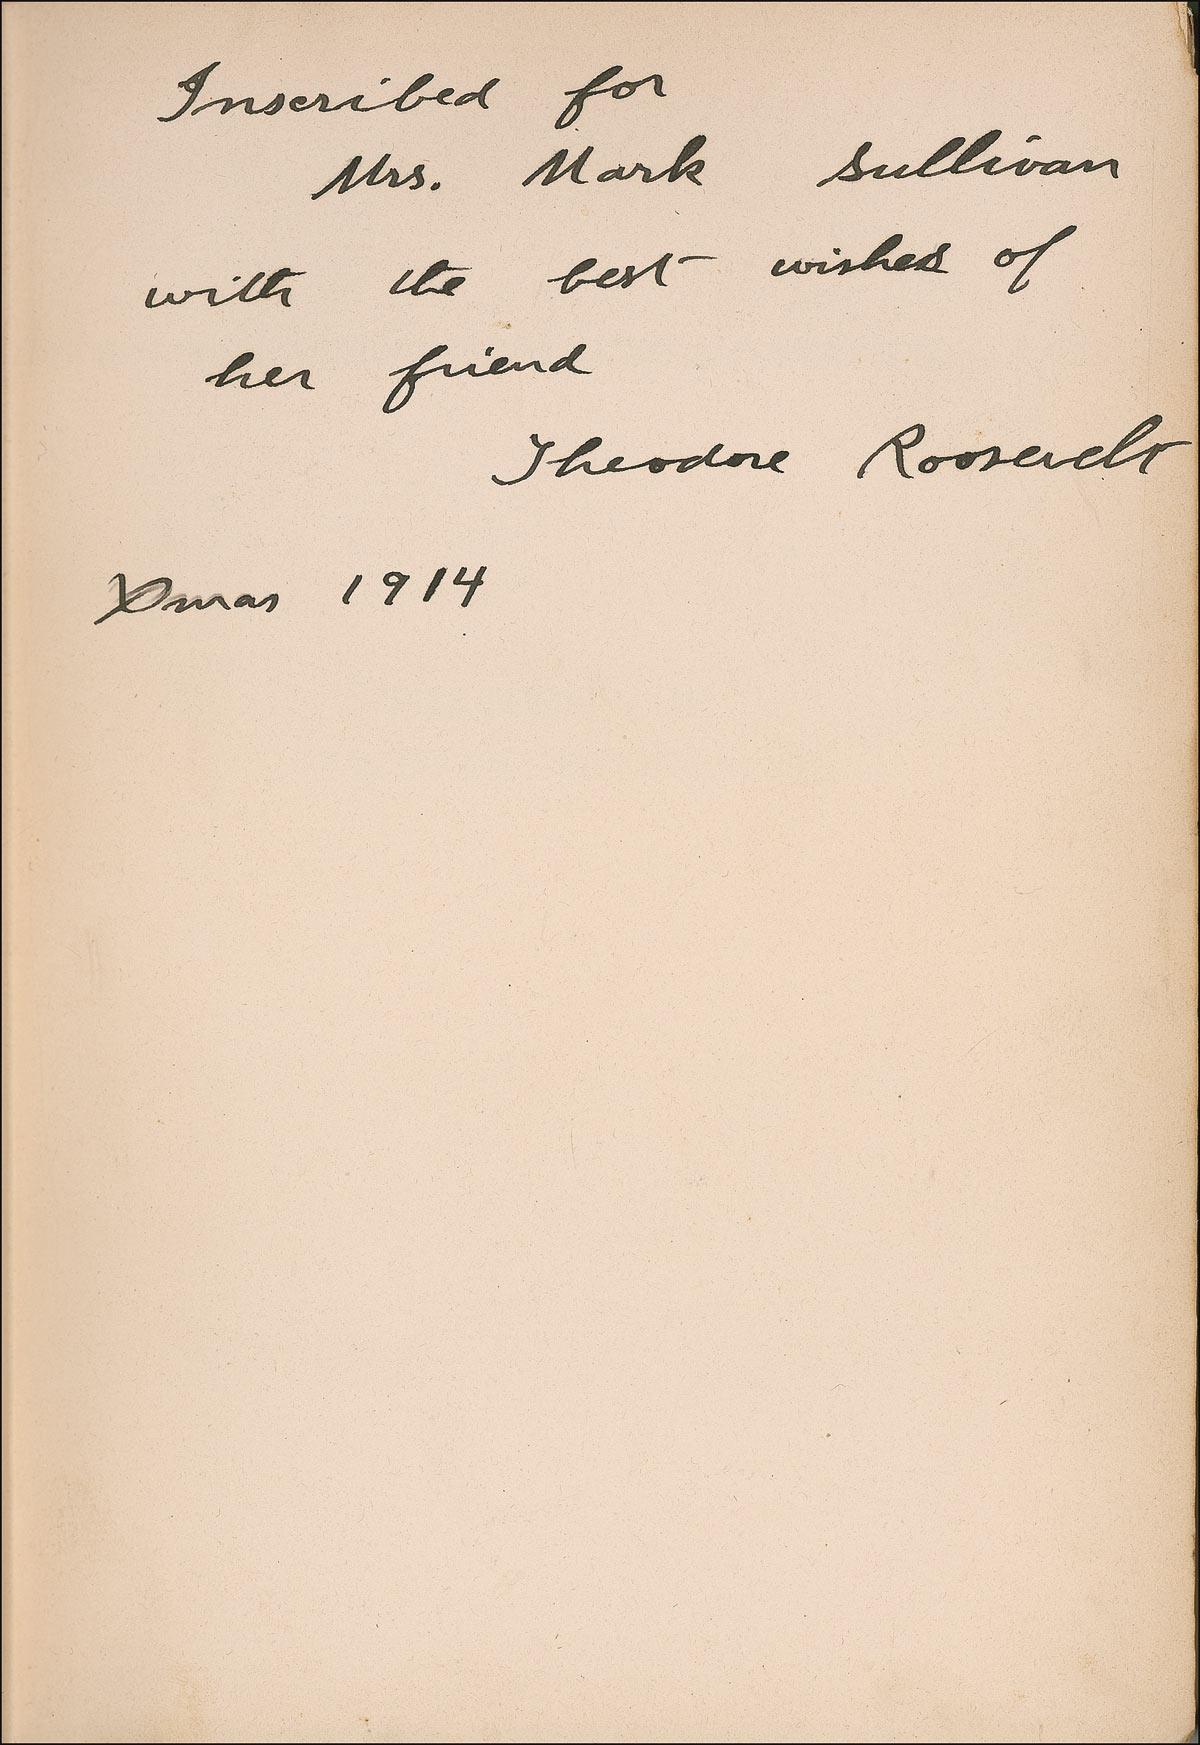 Inscribed for
Mrs. Mark Sullivan
with the best wishes of
her friend
Theodore Roosevelt
Xmas 1914